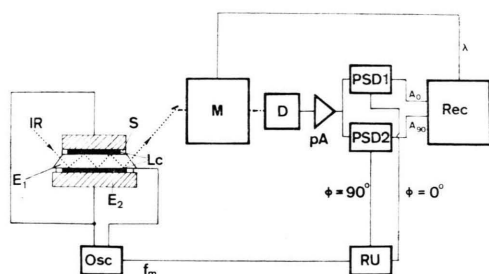 λ
PSD1
A₀
M
D
Rec
IR
S
pA
PSD2
A₉₀
E₁
Lc
E₂
ϕ = 90°
ϕ = 0°
Osc
fₘ
RU